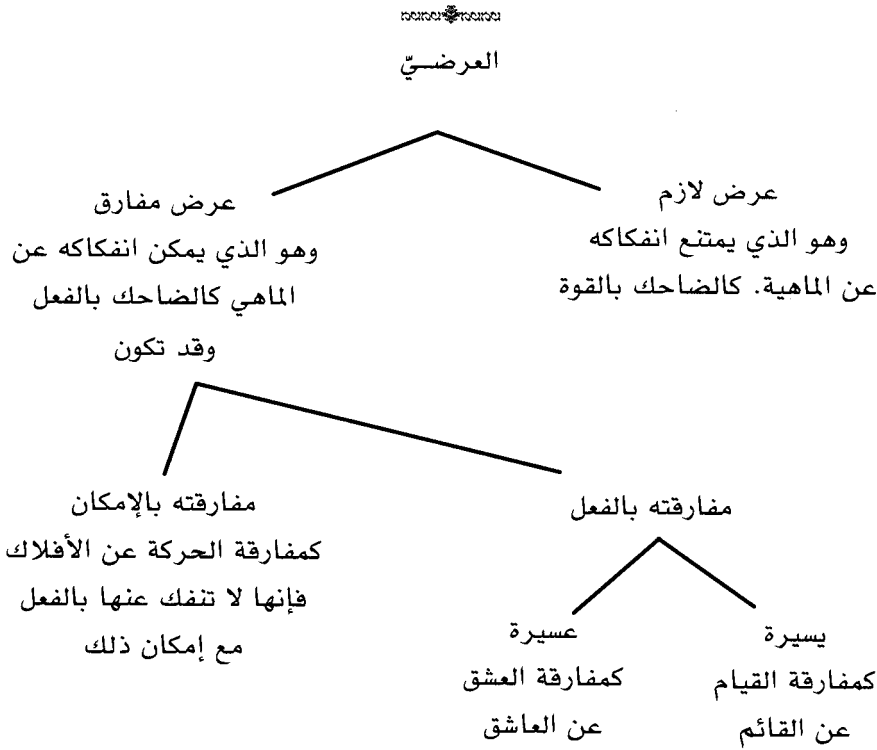 العرضيّ
عرض لازم
وهو الذي يمتنع انفكاكه
عن الماهية. كالضاحك بالقوة
عرض مفارق
وهو الذي يمكن انفكاكه عن
الماهي كالضاحك بالفعل
وقد تكون
مفارقته بالفعل
يسيرة
كمفارقة القيام
عن القائم
عسيرة
كمفارقة العشق
عن العاشق
مفارقته بالإمكان
كمفارقة الحركة عن الأفلاك
فإنها لا تنفك عنها بالفعل
مع إمكان ذلك